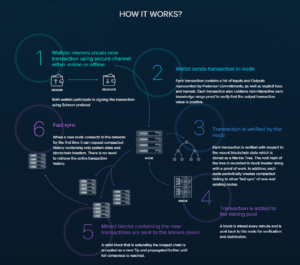 HOW IT WORKS?
1
Wallets' owners create new
transaction using secure channel
either online or offline
SENDER
RECEIVER
Both wallets participate in signing the transaction
using Schnorr protocol
2
Wallet sends transaction to node
Each transaction contains a list of Inputs and Outputs
represented by Pedersen Commitments, as well as explicit fees
and kernels. Each transaction also contains non interactive zero
knowledge range proof to verify that the output transaction
value is positive
6
Fast sync
When a new node connects to the network
for the first time it can request compressed
history containing only system state and
blockchain headers. There is no need
to retrieve the entire transaction
history
NODE
3
Transaction is verified by the
node
Each transaction is verified with respect to
the record blockchain state which is
stored as a Merkle Tree. The root hash of
the tree is recorded in block header along
with a proof of work. In addition, each
node periodically creates compacted
history to allow "fast sync" of new and
existing nodes.
4
Transaction is added to
the mining pool
A block is mined every minute and is
sent back to the node for verification
and distribution.
5
Mined blocks containing the new
transactions are sent to the known peers
A valid block that is extending the longest chain is
accepted as a new Tip and propagated further until
full consensus is reached.